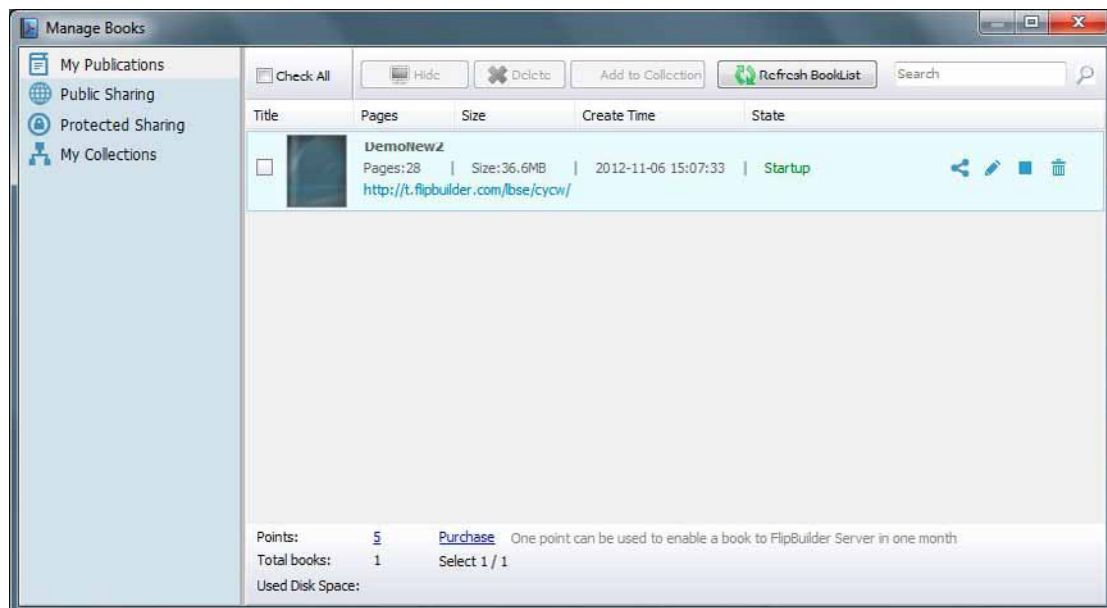 Manage Books
My Publications
Public Sharing
Protected Sharing
My Collections
Check All Hide Delete Add to Collection Refresh BookList Search
Title Pages Size Create Time State
DemoNew2
Pages:28 | Size:36.6MB | 2012-11-06 15:07:33 | Startup
http://t.flipbuilder.com/lbse/cycw/
Points: 5 Purchase One point can be used to enable a book to FlipBuilder Server in one month
Total books: 1 Select 1 / 1
Used Disk Space: